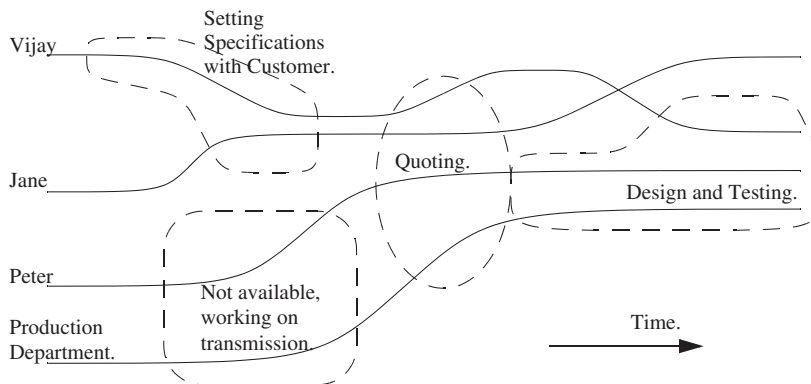 Vijay
Setting
Specifications
with Customer.
Jane
Quoting.
Design and Testing.
Peter
Not available,
working on
transmission.
Production
Department.
Time.